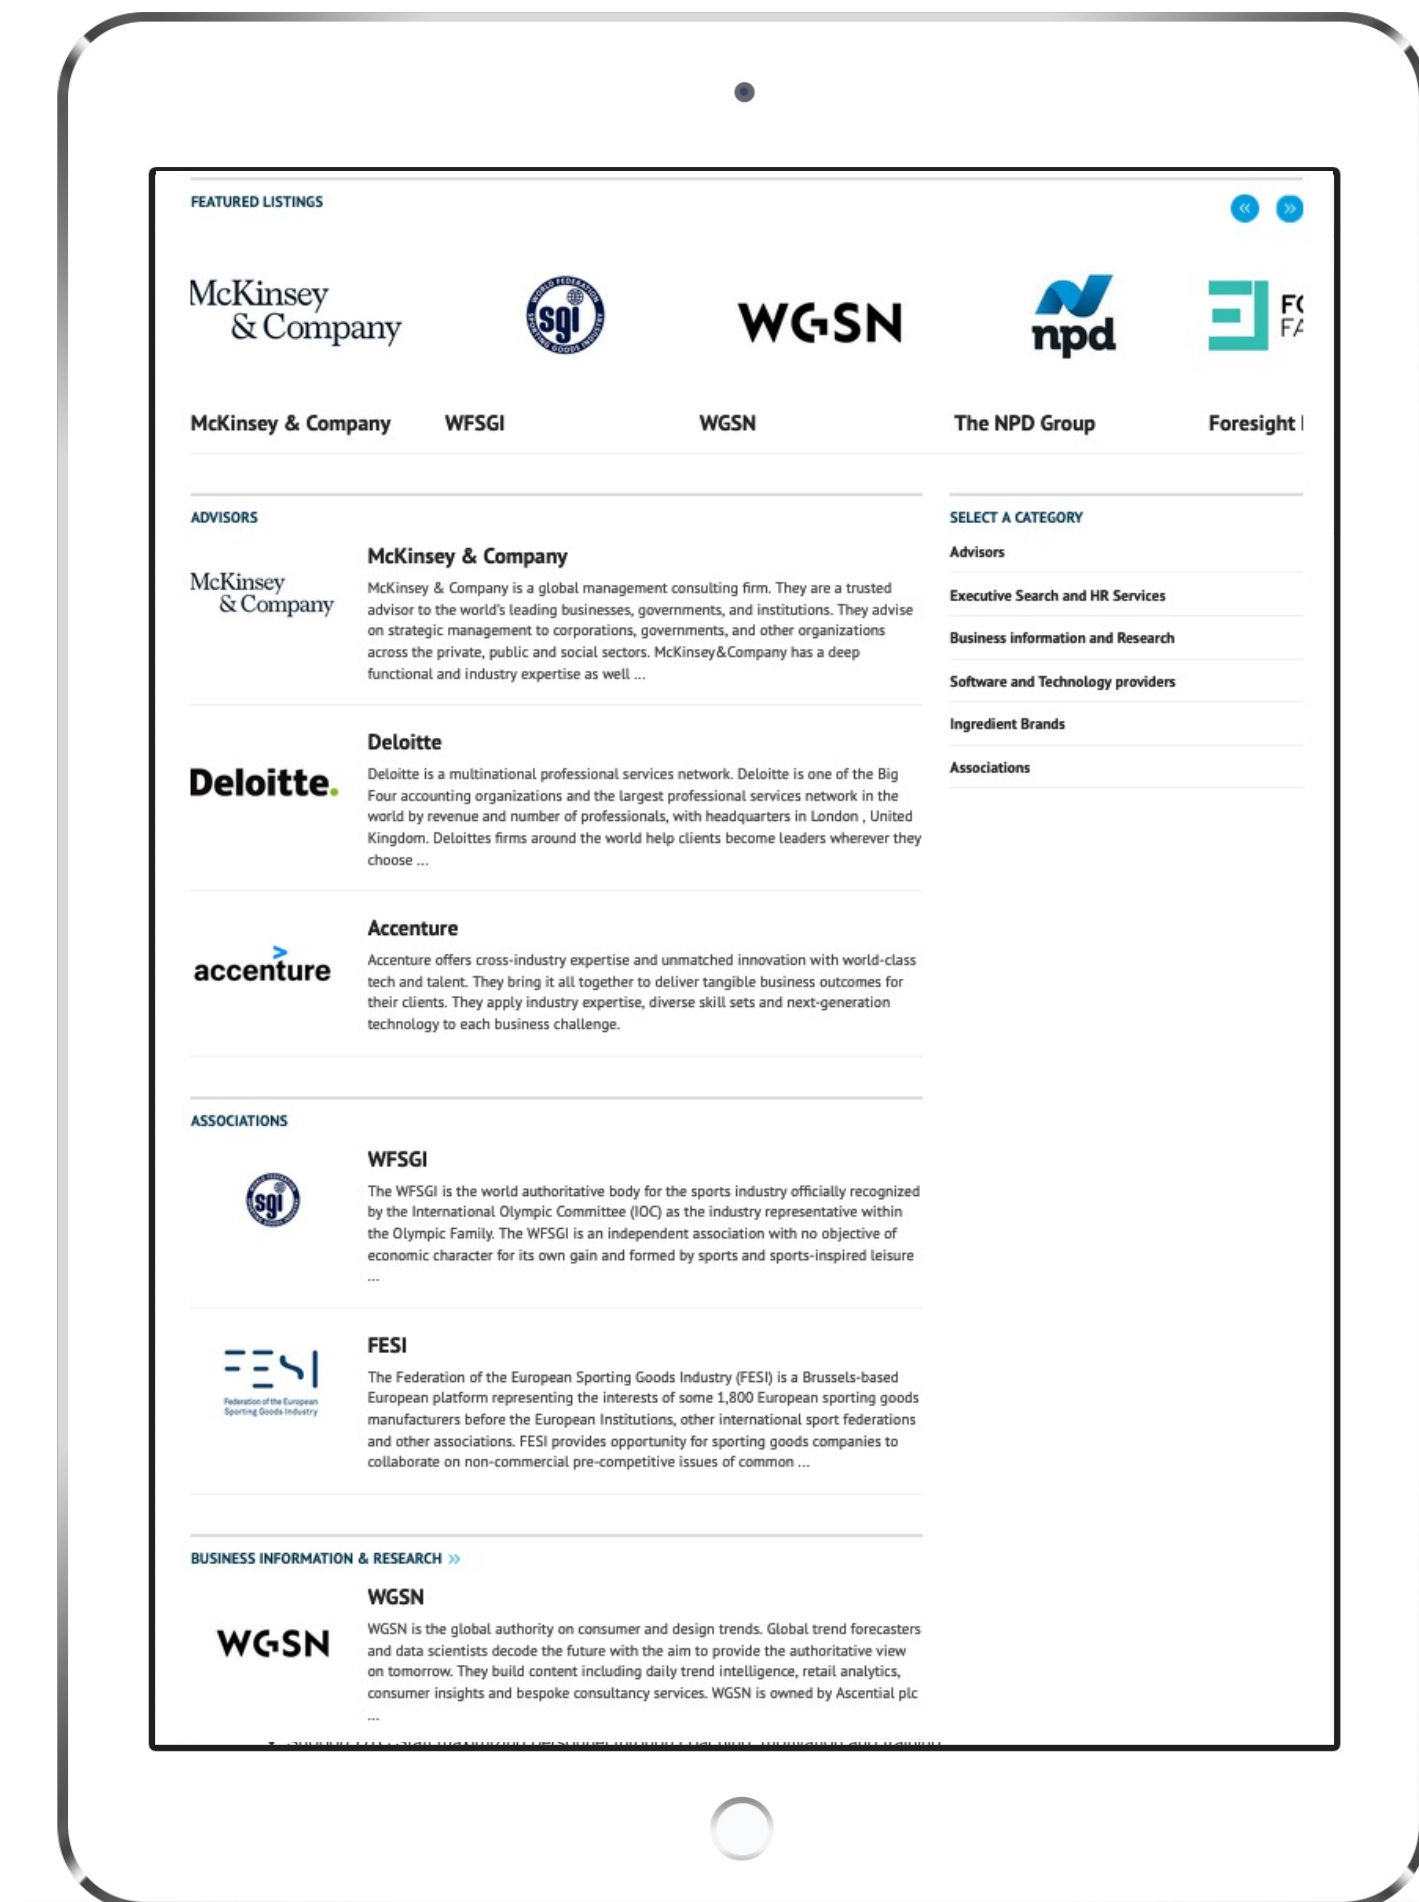 FEATURED LISTINGS
McKinsey
& Company
WORLD FEDERATION
sgi
SPORTING GOODS INDUSTRY
WGSN
npd
McKinsey & Company
WFSGI
WGSN
The NPD Group
Foresight
ADVISORS
McKinsey
& Company
McKinsey & Company
McKinsey & Company is a global management consulting firm. They are a trusted
advisor to the world's leading businesses, governments, and institutions. They advise
on strategic management to corporations, governments, and other organizations
across the private, public and social sectors. McKinsey&Company has a deep
functional and industry expertise as well ...
Deloitte.
Deloitte
Deloitte is a multinational professional services network. Deloitte is one of the Big
Four accounting organizations and the largest professional services network in the
world by revenue and number of professionals, with headquarters in London , United
Kingdom. Deloittes firms around the world help clients become leaders wherever they
choose ...
accenture
Accenture
Accenture offers cross-industry expertise and unmatched innovation with world-class
tech and talent. They bring it all together to deliver tangible business outcomes for
their clients. They apply industry expertise, diverse skill sets and next-generation
technology to each business challenge.
ASSOCIATIONS
sgi
WFSGI
The WFSGI is the world authoritative body for the sports industry officially recognized
by the International Olympic Committee (IOC) as the industry representative within
the Olympic Family. The WFSGI is an independent association with no objective of
economic character for its own gain and formed by sports and sports-inspired leisure
...
FESI
Federation of the European
Sporting Goods Industry
FESI
The Federation of the European Sporting Goods Industry (FESI) is a Brussels-based
European platform representing the interests of some 1,800 European sporting goods
manufacturers before the European Institutions, other international sport federations
and other associations. FESI provides opportunity for sporting goods companies to
collaborate on non-commercial pre-competitive issues of common ...
BUSINESS INFORMATION & RESEARCH »
WGSN
WGSN
WGSN is the global authority on consumer and design trends. Global trend forecasters
and data scientists decode the future with the aim to provide the authoritative view
on tomorrow. They build content including daily trend intelligence, retail analytics,
consumer insights and bespoke consultancy services. WGSN is owned by Ascential plc
...
SELECT A CATEGORY
Advisors
Executive Search and HR Services
Business information and Research
Software and Technology providers
Ingredient Brands
Associations